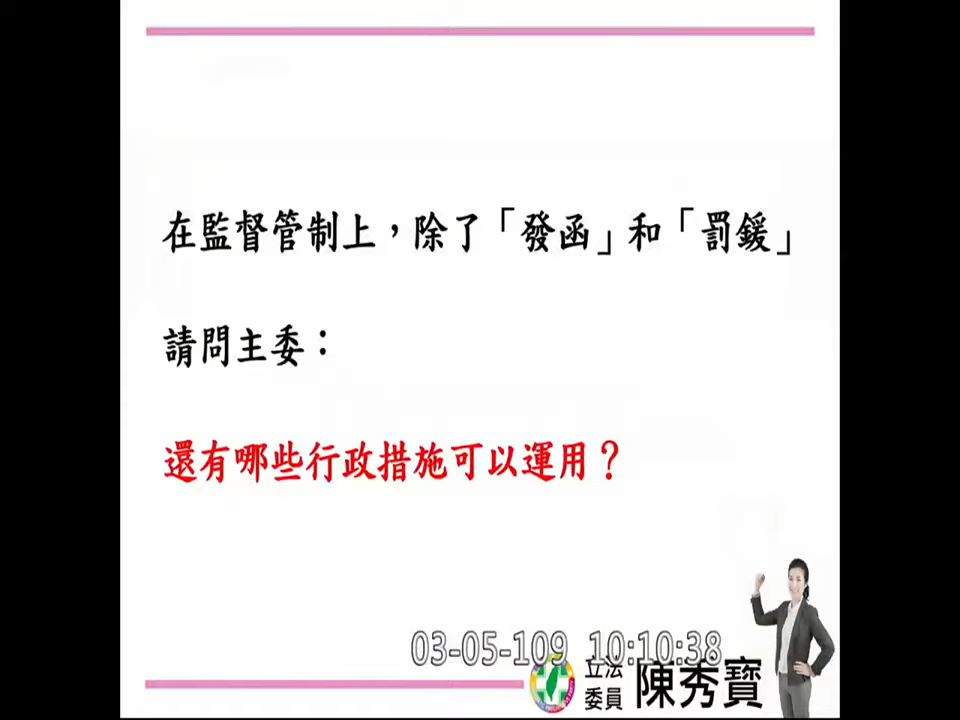 在監督管制上，除了「發函」和「罰鍰」
請問主委：
還有哪些行政措施可以運用？
03-05-109 10:10:38
立法
委員 陳秀寶